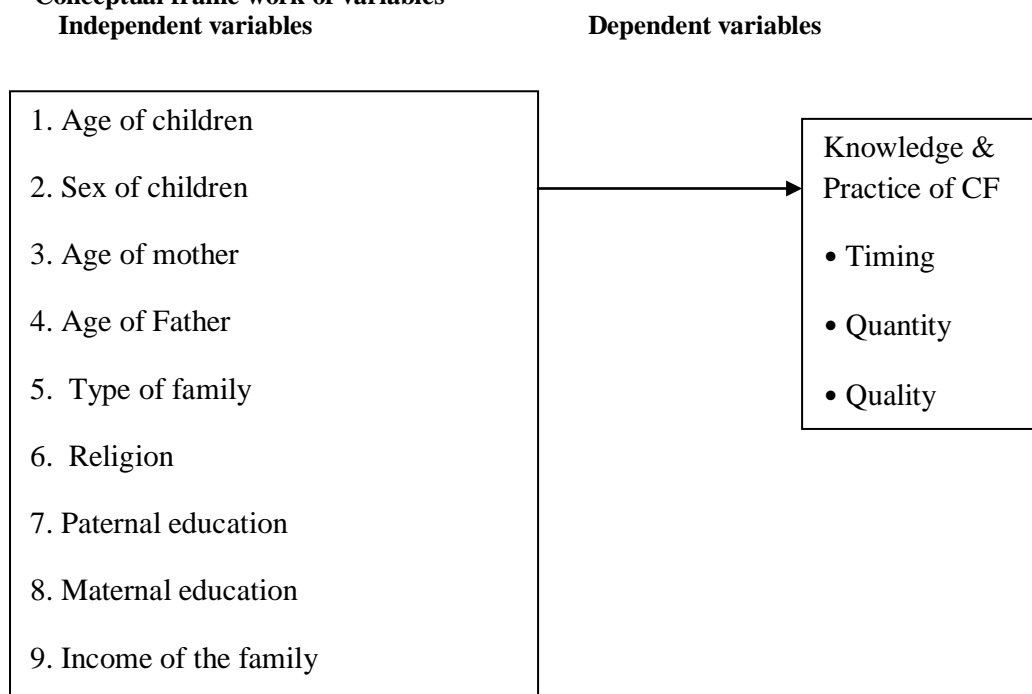 Conceptual frame work of variables
Independent variables
Dependent variables
1. Age of children
2. Sex of children
3. Age of mother
4. Age of Father
5. Type of family
6. Religion
7. Paternal education
8. Maternal education
9. Income of the family
Knowledge &
Practice of CF
• Timing
• Quantity
• Quality